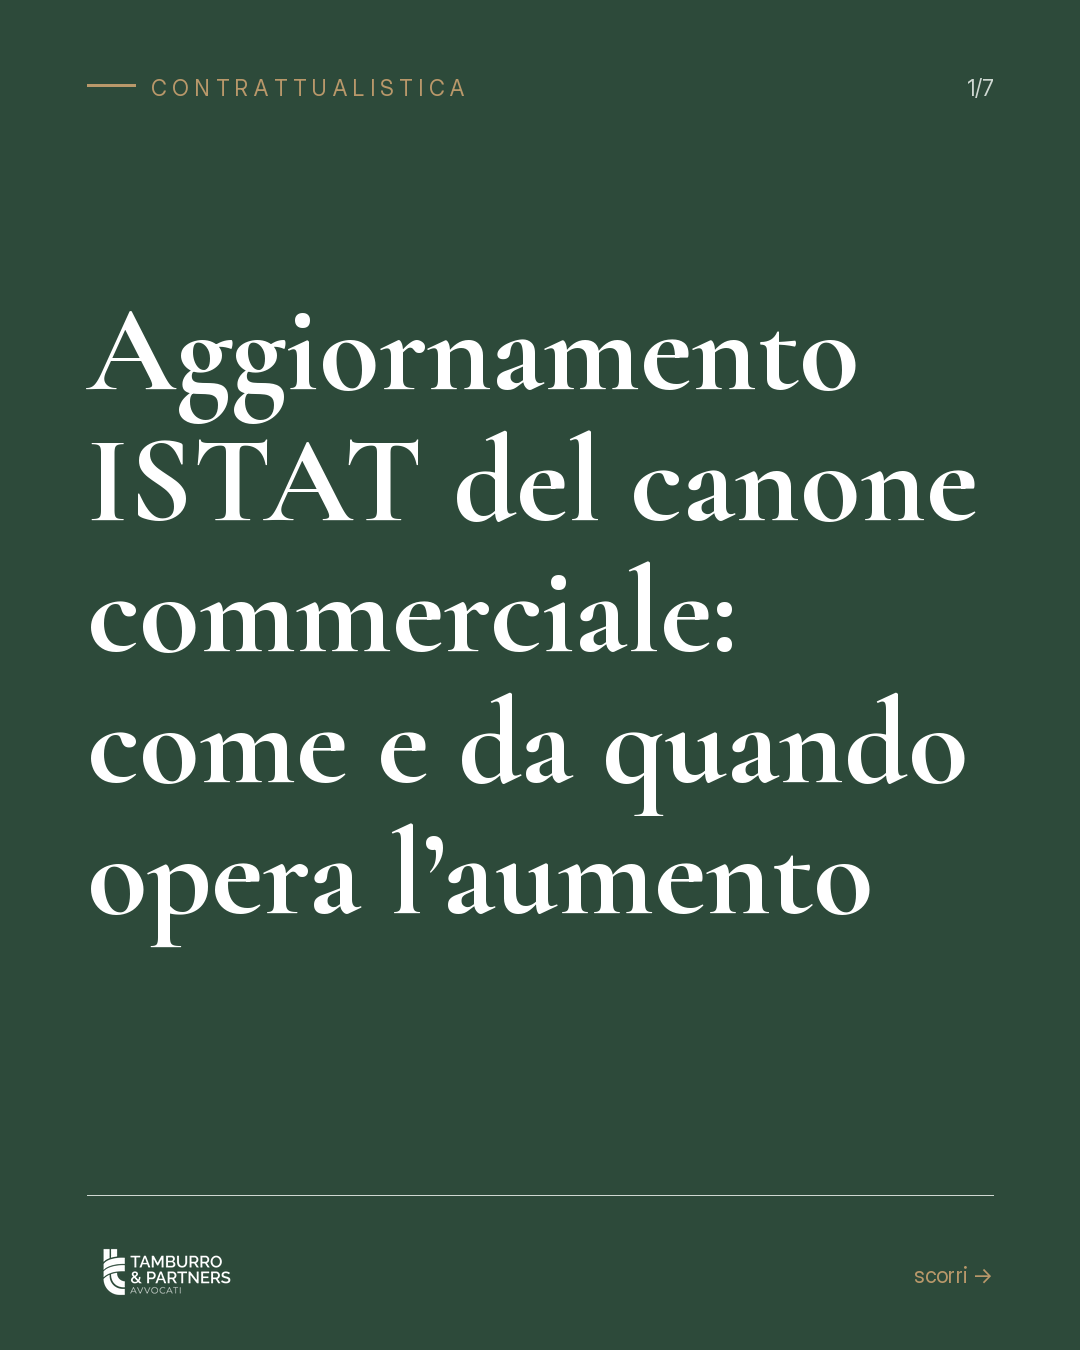 CONTRATTUALISTICA
1/7
Aggiornamento
ISTAT del canone
commerciale:
come e da quando
opera l’aumento
TAMBURRO
& PARTNERS
AVVOCATI
scorri →